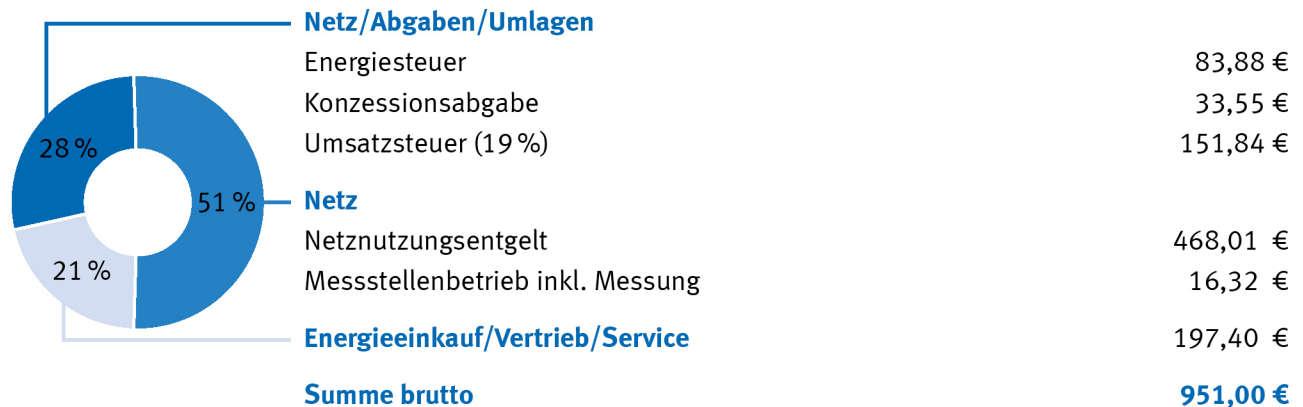 Netz/Abgaben/Umlagen
Energiesteuer 83,88 €
Konzessionsabgabe 33,55 €
Umsatzsteuer (19 %) 151,84 €
28 %
51 %
Netz
Netznutzungsentgelt 468,01 €
21 %
Messstellenbetrieb inkl. Messung 16,32 €
Energieeinkauf/Vertrieb/Service 197,40 €
Summe brutto 951,00 €